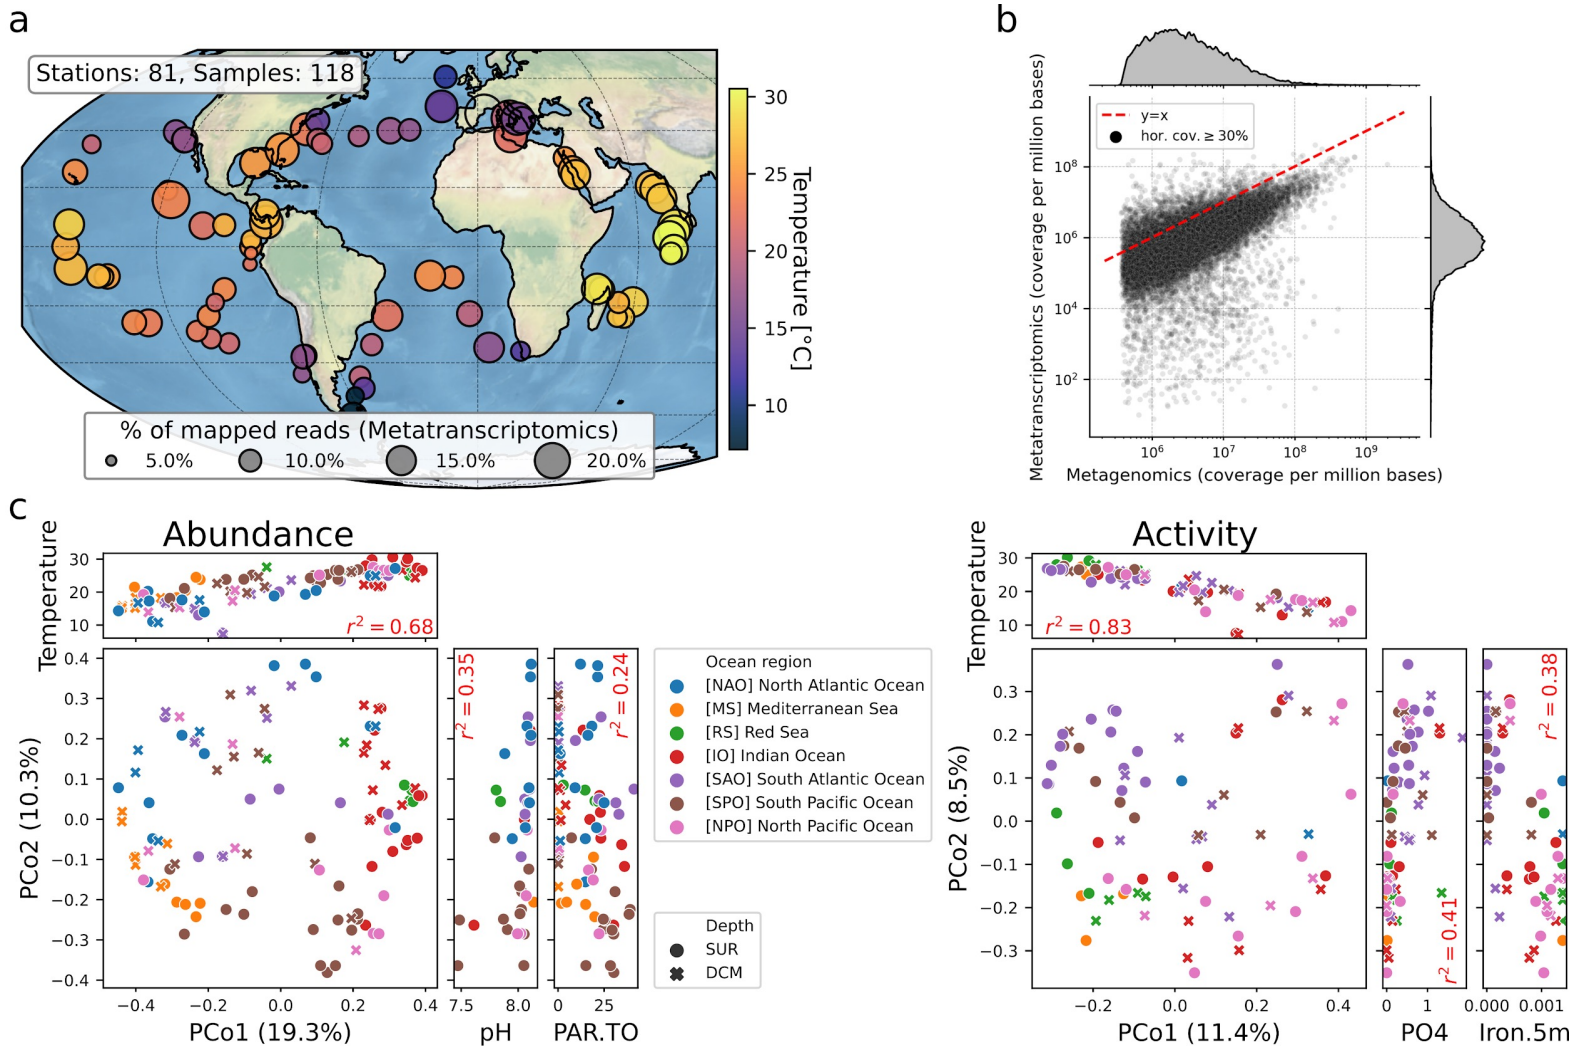 a
Stations: 81, Samples: 118
30
25
20
15
10
Temperature [°C]
% of mapped reads (Metatranscriptomics)
5.0% 10.0% 15.0% 20.0%
b
Metatranscriptomics (coverage per million bases)
y=x
hor. cov. ≥ 30%
10⁸
10⁶
10⁴
10²
10⁶ 10⁷ 10⁸ 10⁹
Metagenomics (coverage per million bases)
c
Abundance
Temperature
30
20
10
r² = 0.68
PCo2 (10.3%)
0.4
0.3
0.2
0.1
0.0
−0.1
−0.2
−0.3
−0.4
−0.4 −0.2 0.0 0.2 0.4
PCo1 (19.3%)
r² = 0.35
7.5 8.0
pH
r² = 0.24
0 25
PAR.TO
Ocean region
[NAO] North Atlantic Ocean
[MS] Mediterranean Sea
[RS] Red Sea
[IO] Indian Ocean
[SAO] South Atlantic Ocean
[SPO] South Pacific Ocean
[NPO] North Pacific Ocean
Depth
SUR
DCM
Activity
Temperature
30
20
10
r² = 0.83
PCo2 (8.5%)
0.3
0.2
0.1
0.0
−0.1
−0.2
−0.3
−0.2 0.0 0.2 0.4
PCo1 (11.4%)
r² = 0.41
0 1
PO4
r² = 0.38
0.000 0.001
Iron.5m